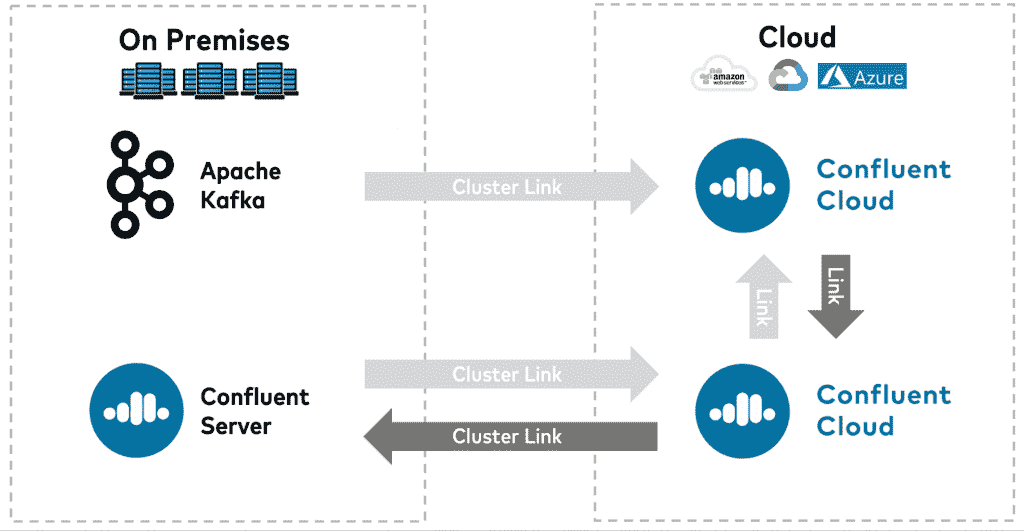 On Premises
Cloud
amazon
web services™
Azure
Apache
Kafka
Cluster Link
Confluent
Cloud
Link
Link
Confluent
Server
Cluster Link
Cluster Link
Confluent
Cloud